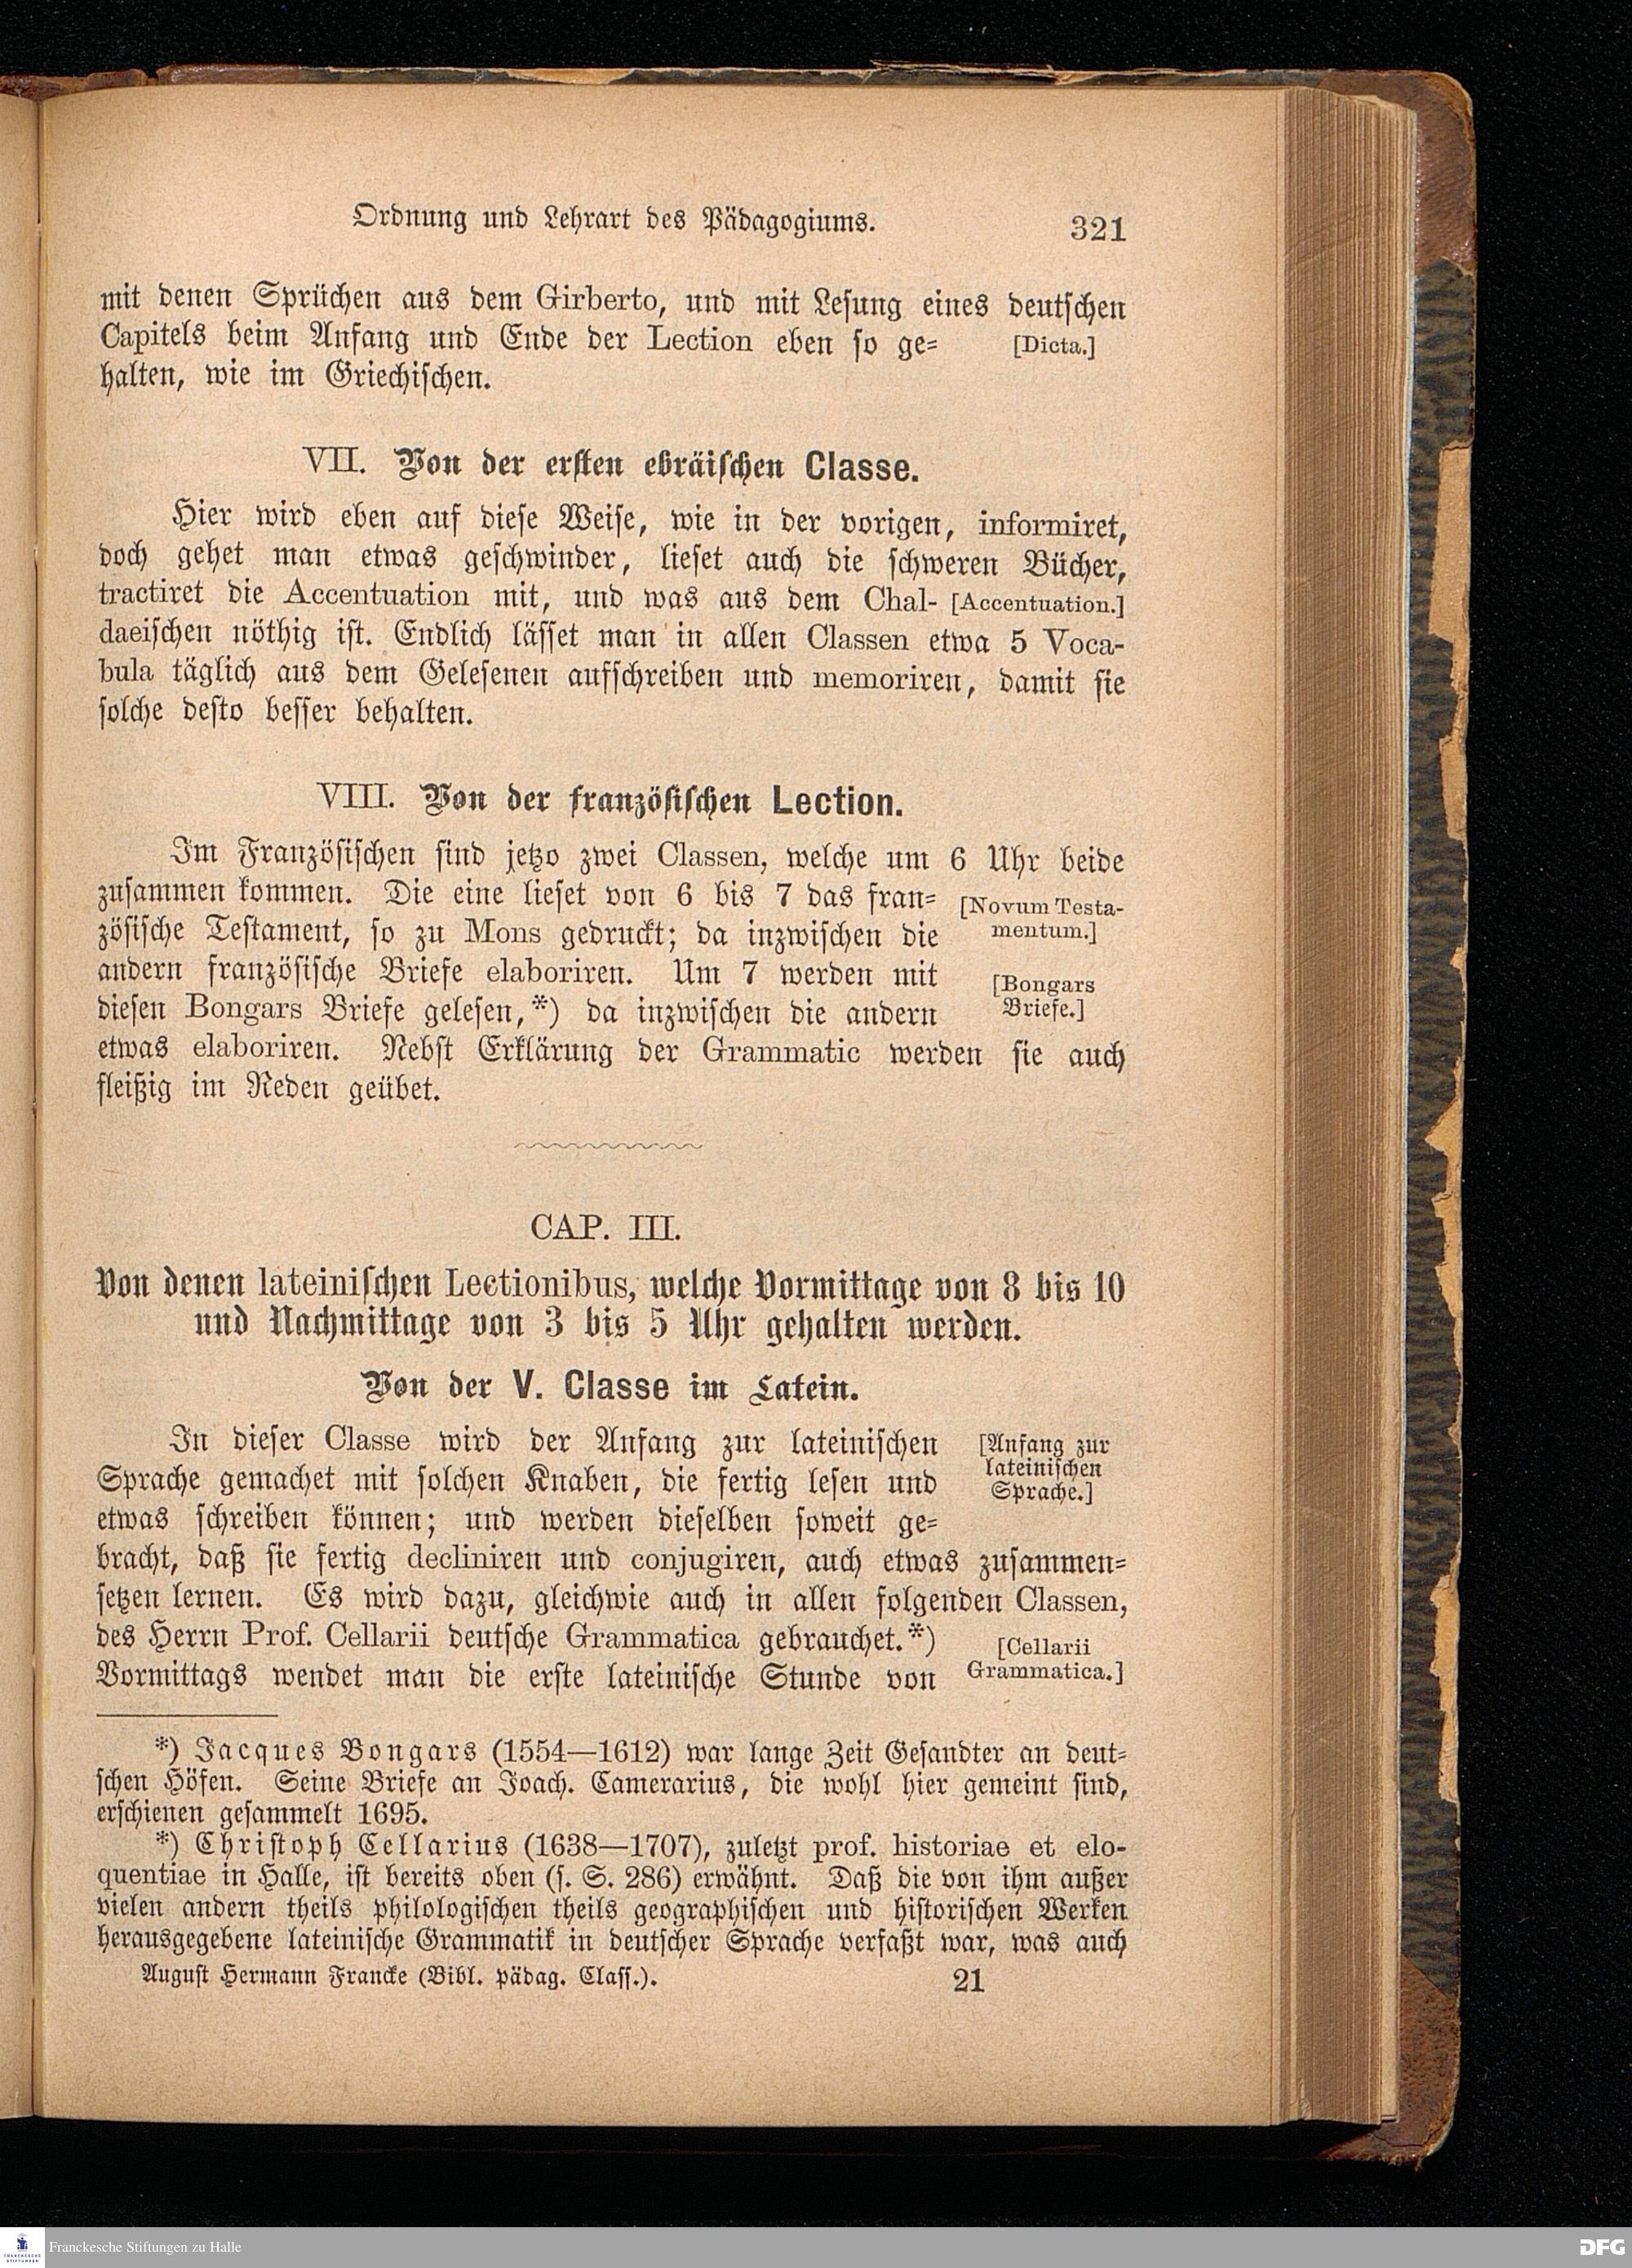 Ordnung und Lehrart des Pädagogiums. 321
mit denen Sprüchen aus dem Girberto, und mit Lesung eines deutschen
Capitels beim Anfang und Ende der Lection eben so ge-
[Dicta.]
halten, wie im Griechischen.
VII. Von der ersten ebräischen Classe.
Hier wird eben auf diese Weise, wie in der vorigen, informiret,
doch gehet man etwas geschwinder, lieset auch die schweren Bücher,
tractiret die Accentuation mit, und was aus dem Chal-
[Accentuation.]
daeischen nöthig ist. Endlich lässet man in allen Classen etwa 5 Voca-
bula täglich aus dem Gelesenen aufschreiben und memoriren, damit sie
solche desto besser behalten.
VIII. Von der französischen Lection.
Im Französischen sind jetzo zwei Classen, welche um 6 Uhr beide
zusammen kommen. Die eine lieset von 6 bis 7 das fran-
zösische Testament, so zu Mons gedruckt; da inzwischen die
[Novum Testa-
mentum.]
andern französische Briefe elaboriren. Um 7 werden mit
diesen Bongars Briefe gelesen,*) da inzwischen die andern
[Bongars
Briefe.]
etwas elaboriren. Nebst Erklärung der Grammatic werden sie auch
fleißig im Reden geübet.
CAP. III.
Von denen lateinischen Lectionibus, welche Vormittage von 8 bis 10
und Nachmittage von 3 bis 5 Uhr gehalten werden.
Von der V. Classe im Latein.
In dieser Classe wird der Anfang zur lateinischen
Sprache gemachet mit solchen Knaben, die fertig lesen und
etwas schreiben können; und werden dieselben soweit ge-
[Anfang zur
lateinischen
Sprache.]
bracht, daß sie fertig decliniren und conjugiren, auch etwas zusammen-
setzen lernen. Es wird dazu, gleichwie auch in allen folgenden Classen,
des Herrn Prof. Cellarii deutsche Grammatica gebrauchet.*)
Vormittags wendet man die erste lateinische Stunde von
[Cellarii
Grammatica.]
*) Jacques Bongars (1554—1612) war lange Zeit Gesandter an deut-
schen Höfen. Seine Briefe an Joach. Camerarius, die wohl hier gemeint sind,
erschienen gesammelt 1695.
*) Christoph Cellarius (1638—1707), zuletzt prof. historiae et elo-
quentiae in Halle, ist bereits oben (s. S. 286) erwähnt. Daß die von ihm außer
vielen andern theils philologischen theils geographischen und historischen Werken
herausgegebene lateinische Grammatik in deutscher Sprache verfaßt war, was auch
August Hermann Francke (Bibl. pädag. Class.). 21
FRANCKESCHE
STIFTUNGEN
Franckesche Stiftungen zu Halle
DFG